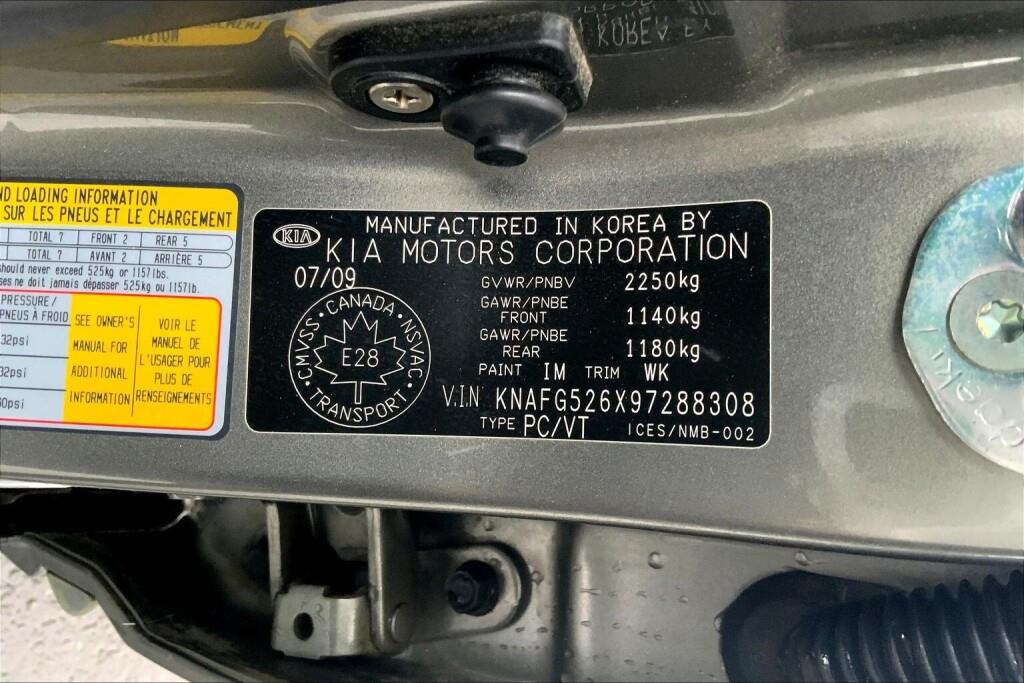 ND LOADING INFORMATION
SUR LES PNEUS ET LE CHARGEMENT
TOTAL 7 FRONT 2 REAR 5
TOTAL 7 AVANT 2 ARRIÈRE 5
should never exceed 525kg or 1157lbs.
ses ne doit jamais dépasser 525kg ou 1157lb.
PRESSURE/
PNEUS À FROID
32psi
32psi
60psi
SEE OWNER'S
MANUAL FOR
ADDITIONAL
INFORMATION
VOIR LE
MANUEL DE
L'USAGER POUR
PLUS DE
RENSEIGNEMENTS
KIA
MANUFACTURED IN KOREA BY
KIA MOTORS CORPORATION
07/09
GVWR/PNBV 2250kg
GAWR/PNBE
FRONT 1140kg
GAWR/PNBE
REAR 1180kg
PAINT IM TRIM WK
V.I.N KNAFG526X97288308
TYPE PC/VT ICES/NMB-002
CANADA
CMVSS · NSVAC
E28
TRANSPORT